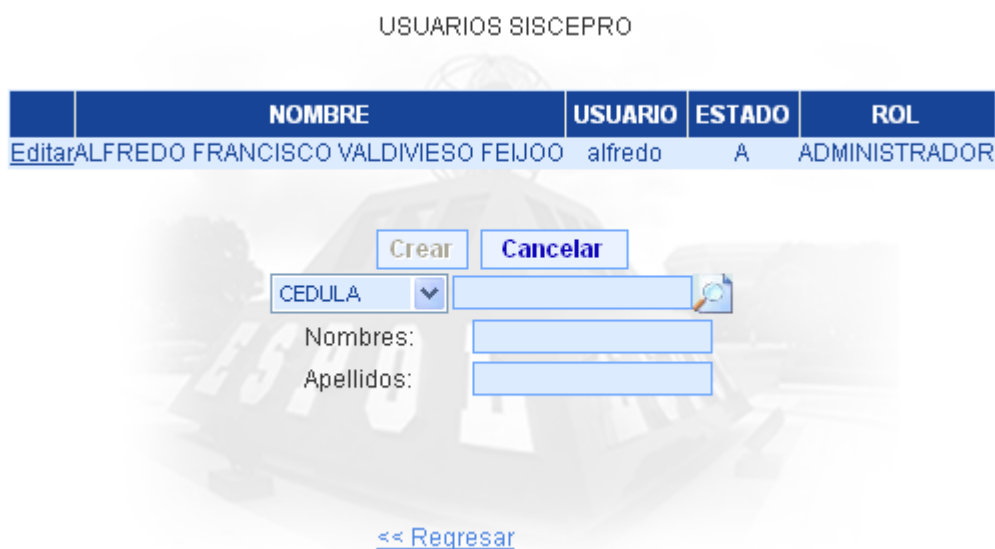 USUARIOS SISCEPRO
NOMBRE USUARIO ESTADO ROL
Editar ALFREDO FRANCISCO VALDIVIESO FEIJOO alfredo A ADMINISTRADOR
Crear Cancelar
CEDULA
Nombres:
Apellidos:
ESPOL
<< Regresar